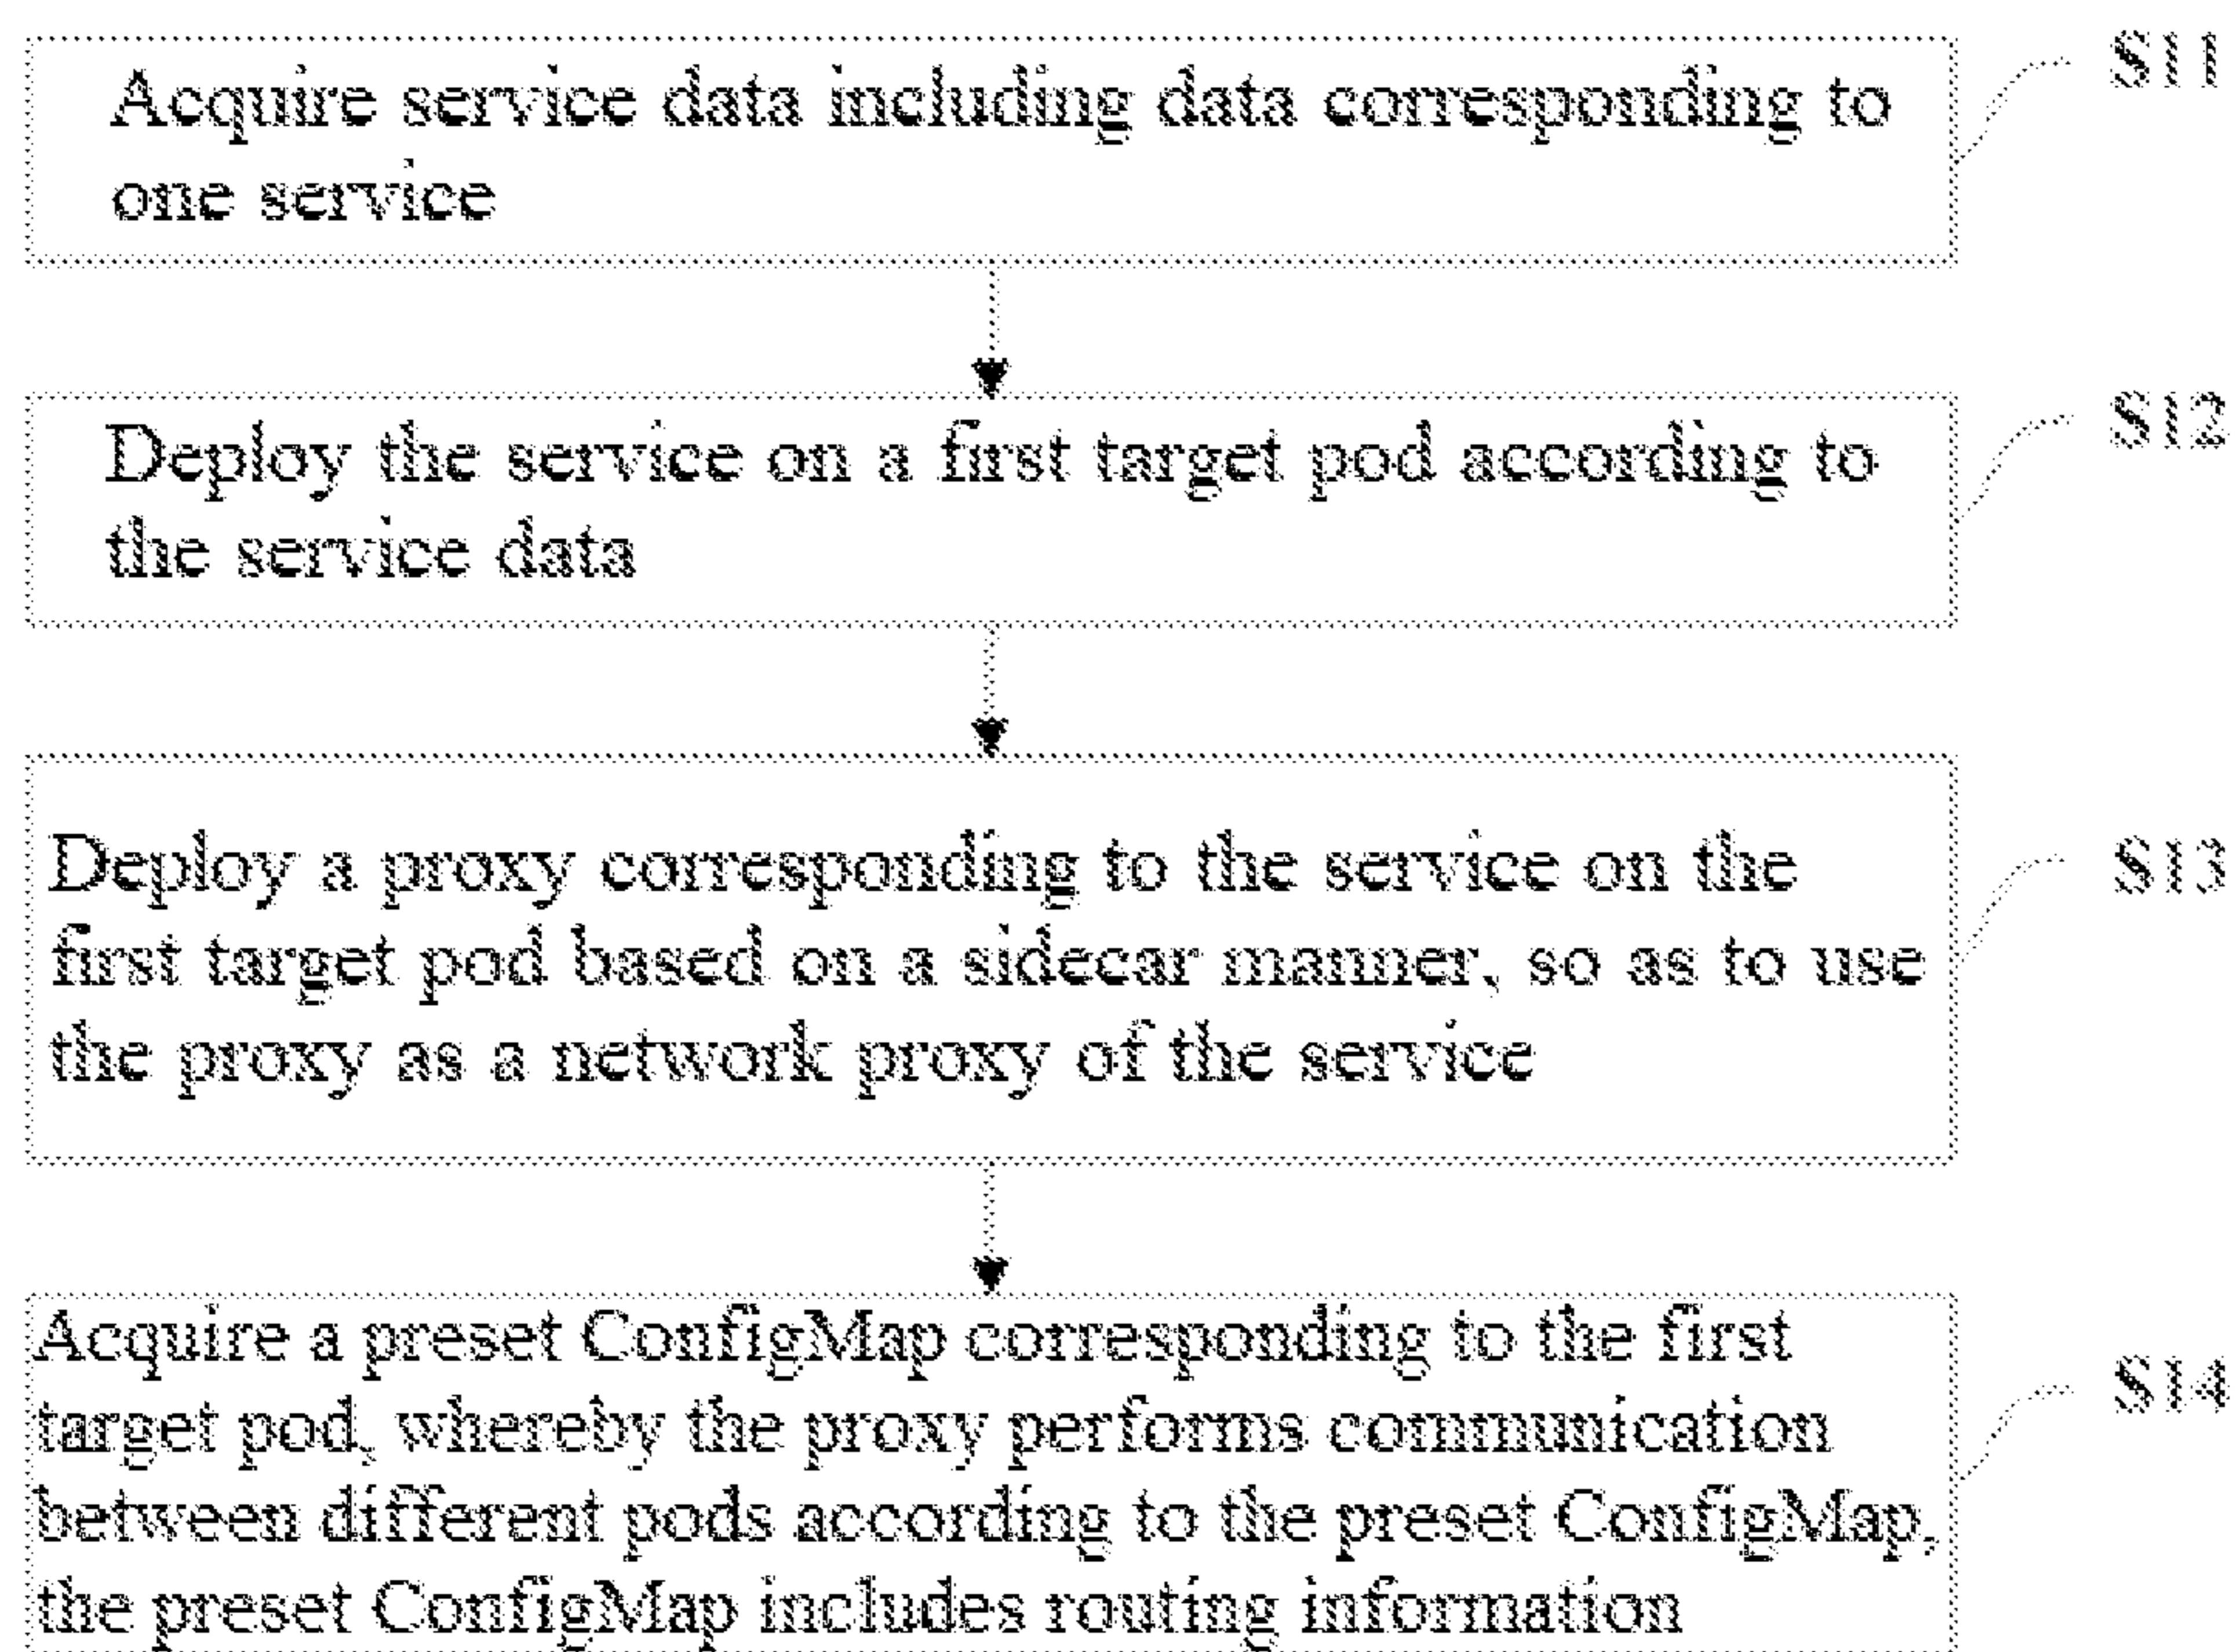 Acquire service data including data corresponding to
one service
S11
Deploy the service on a first target pod according to
the service data
S12
Deploy a proxy corresponding to the service on the
first target pod based on a sidecar manner, so as to use
the proxy as a network proxy of the service
S13
Acquire a preset ConfigMap corresponding to the first
target pod, whereby the proxy performs communication
between different pods according to the preset ConfigMap,
the preset ConfigMap includes routing information
S14